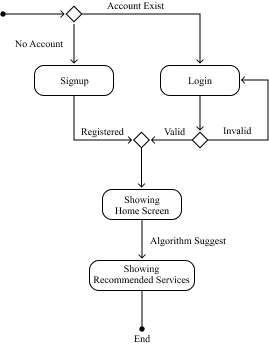 Account Exist
No Account
Signup
Login
Registered
Valid
Invalid
Showing
Home Screen
Algorithm Suggest
Showing
Recommended Services
End